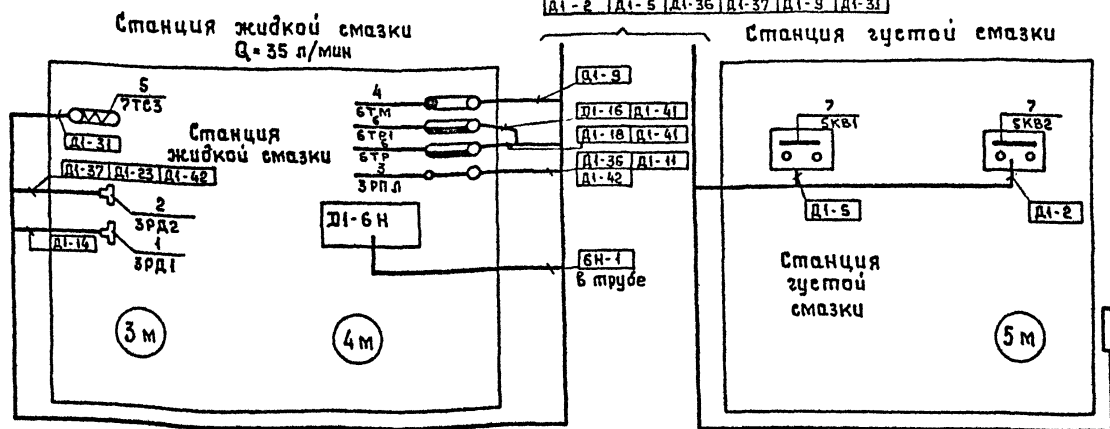 Д1-2 Д1-5 Д1-36 Д1-37 Д1-9 Д1-31
Станция жидкой смазки
Q=35 л/мин
Станция густой смазки
5
7ТС3
Д1-31
Станция
жидкой смазки
4
6ТМ
6
6ТР1
6
6ТР
3
3РПЛ
Д1-9
Д1-16 Д1-41
Д1-18 Д1-41
Д1-36 Д1-11
Д1-42
Д1-37 Д1-23 Д1-42
2
3РД2
Д1-14
1
3РД1
Д1-6Н
6Н-1
в трубе
3м
4м
7
5КВ1
7
5КВ2
Д1-5
Д1-2
Станция
густой
смазки
5м